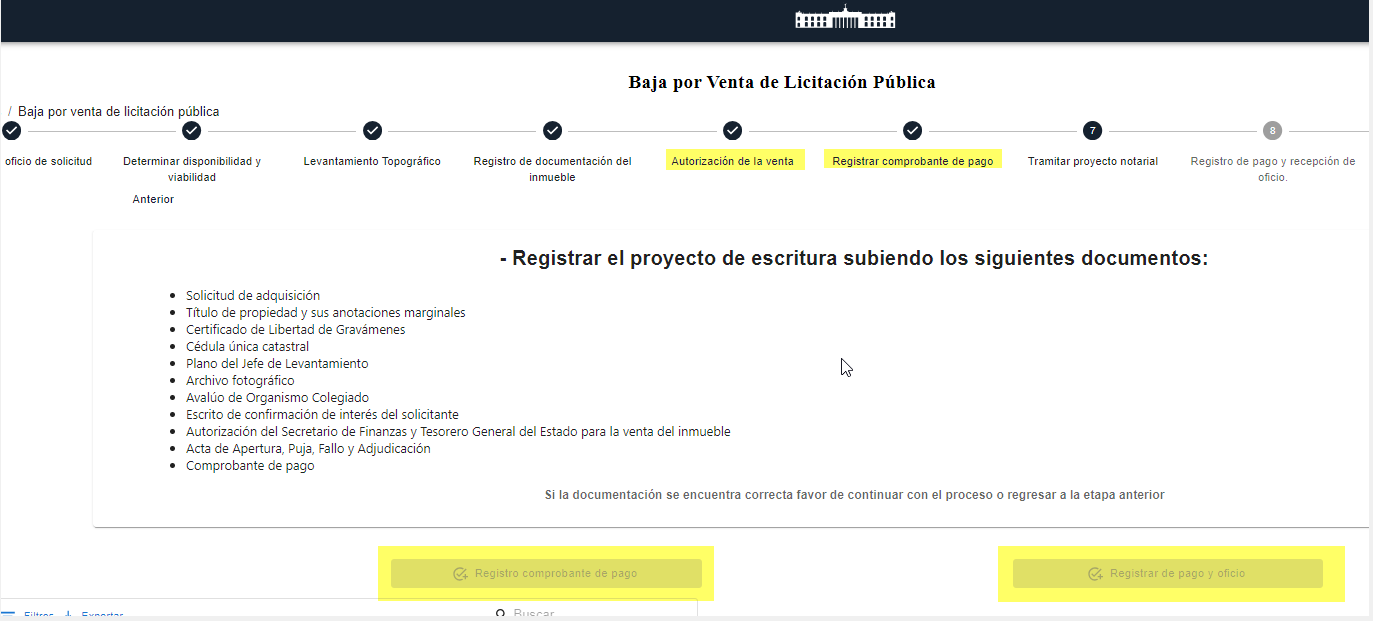 Baja por Venta de Licitación Pública
/ Baja por venta de licitación pública
7
8
oficio de solicitud
Determinar disponibilidad y
viabilidad
Levantamiento Topográfico
Registro de documentación del
inmueble
Autorización de la venta
Registrar comprobante de pago
Tramitar proyecto notarial
Registro de pago y recepción de
oficio.
Anterior
- Registrar el proyecto de escritura subiendo los siguientes documentos:
Solicitud de adquisición
Título de propiedad y sus anotaciones marginales
Certificado de Libertad de Gravámenes
Cédula única catastral
Plano del Jefe de Levantamiento
Archivo fotográfico
Avalúo de Organismo Colegiado
Escrito de confirmación de interés del solicitante
Autorización del Secretario de Finanzas y Tesorero General del Estado para la venta del inmueble
Acta de Apertura, Puja, Fallo y Adjudicación
Comprobante de pago
Si la documentación se encuentra correcta favor de continuar con el proceso o regresar a la etapa anterior
Registro comprobante de pago
Registrar de pago y oficio
Filtros
Exportar
Buscar